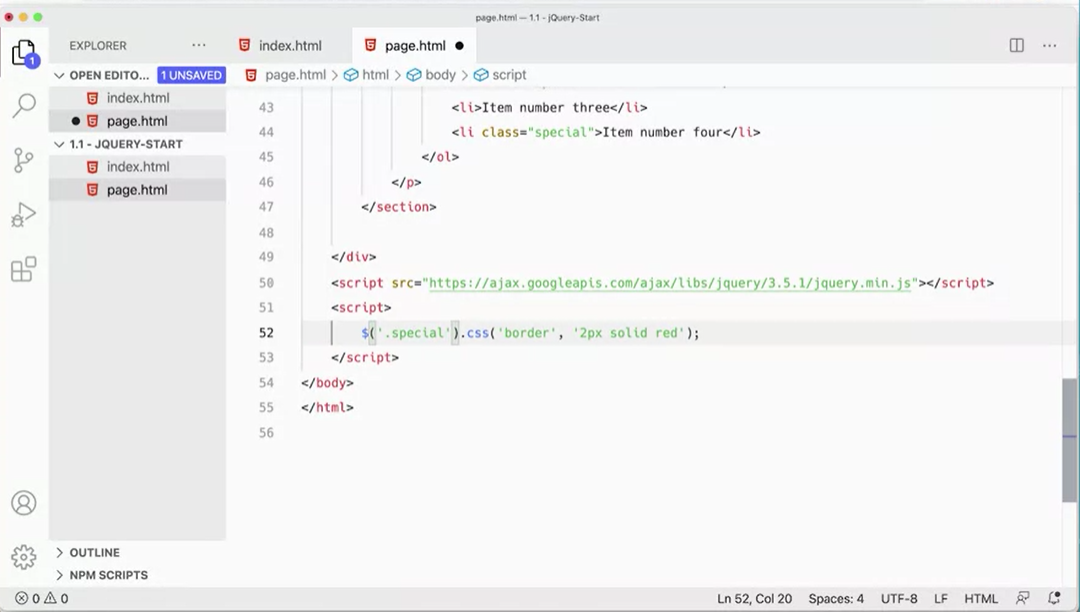 page.html — 1.1 - jQuery-Start
EXPLORER
index.html
page.html
OPEN EDITO... 1 UNSAVED
page.html > html > body > script
index.html
page.html
1.1 - JQUERY-START
index.html
page.html
43 <li>Item number three</li>
44 <li class="special">Item number four</li>
45 </ol>
46 </p>
47 </section>
48
49 </div>
50 <script src="https://ajax.googleapis.com/ajax/libs/jquery/3.5.1/jquery.min.js"></script>
51 <script>
52 $('.special').css('border', '2px solid red');
53 </script>
54 </body>
55 </html>
56
OUTLINE
NPM SCRIPTS
1
0 0
Ln 52, Col 20 Spaces: 4 UTF-8 LF HTML